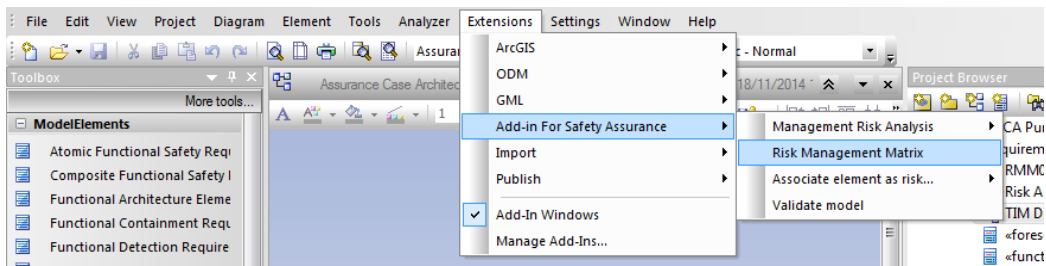 File Edit View Project Diagram Element Tools Analyzer Extensions Settings Window Help
Assurar
c - Normal
Toolbox
More tools...
ModelElements
Atomic Functional Safety Requ
Composite Functional Safety
Functional Architecture Eleme
Functional Containment Requ
Functional Detection Require
Assurance Case Architec
18/11/2014
1
ArcGIS
ODM
GML
Add-in For Safety Assurance
Import
Publish
Add-In Windows
Manage Add-Ins...
Management Risk Analysis
Risk Management Matrix
Associate element as risk...
Validate model
Project Browser
CA Pu
quirem
RMM0
Risk A
TIM D
«fores
«funct